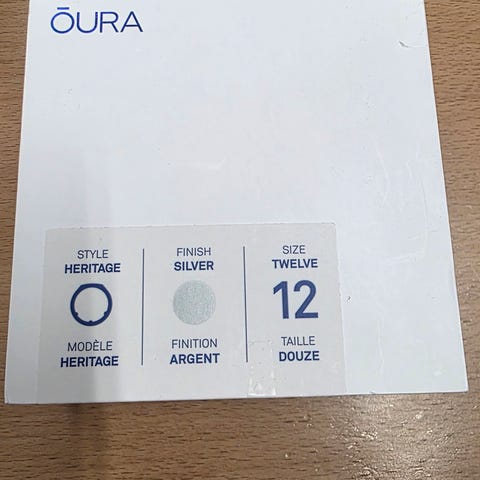 ŌURA
STYLE
HERITAGE
MODÈLE
HERITAGE
FINISH
SILVER
FINITION
ARGENT
SIZE
TWELVE
12
TAILLE
DOUZE